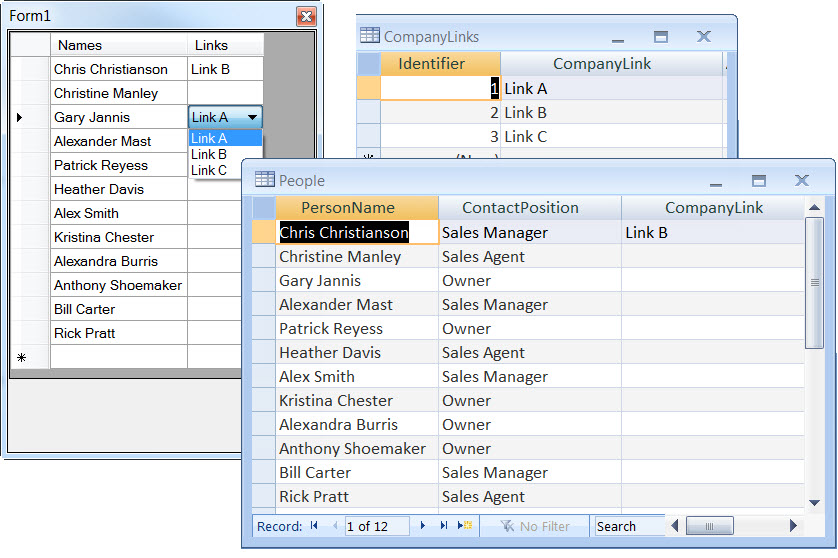 Form1
Names Links
Chris Christianson Link B
Christine Manley
Gary Jannis Link A
Link A
Alexander Mast
Link B
Patrick Reyess
Link C
Heather Davis
Alex Smith
Kristina Chester
Alexandra Burris
Anthony Shoemaker
Bill Carter
Rick Pratt
CompanyLinks
Identifier CompanyLink
1 Link A
2 Link B
3 Link C
People
PersonName ContactPosition CompanyLink
Chris Christianson Sales Manager Link B
Christine Manley Sales Agent
Gary Jannis Owner
Alexander Mast Sales Manager
Patrick Reyess Owner
Heather Davis Sales Agent
Alex Smith Sales Manager
Kristina Chester Owner
Alexandra Burris Owner
Anthony Shoemaker Owner
Bill Carter Sales Manager
Rick Pratt Sales Agent
Record: 1 of 12 No Filter Search